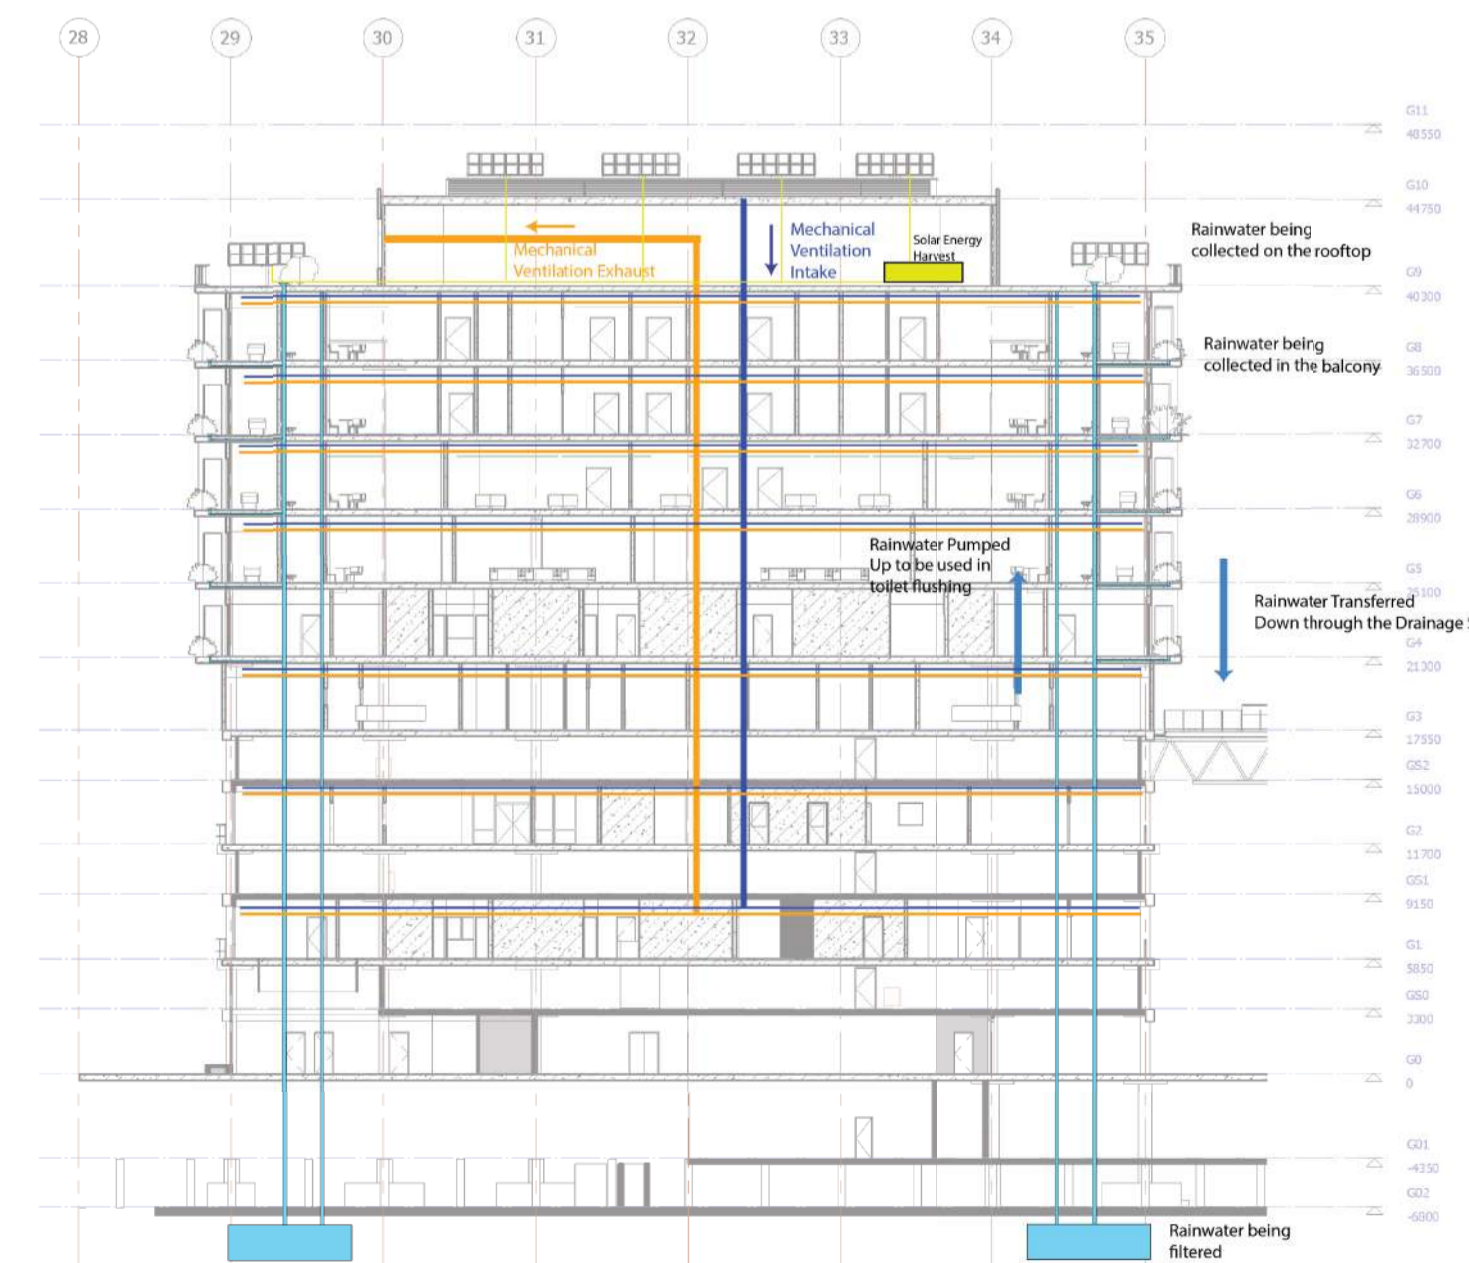 28 29 30 31 32 33 34 35
G11
48550
G10
44750
Rainwater being
collected on the rooftop
Mechanical
Ventilation
Intake
Solar Energy
Harvest
Mechanical
Ventilation Exhaust
G9
40300
Rainwater being
collected in the balcony
G8
36500
G7
32700
G6
28900
Rainwater Pumped
Up to be used in
toilet flushing
G5
25100
Rainwater Transferred
Down through the Drainage
G4
21300
G3
17550
GS2
15000
G2
11700
GS1
9150
G1
5850
GS0
3300
G0
0
G01
-4350
G02
-6800
Rainwater being
filtered